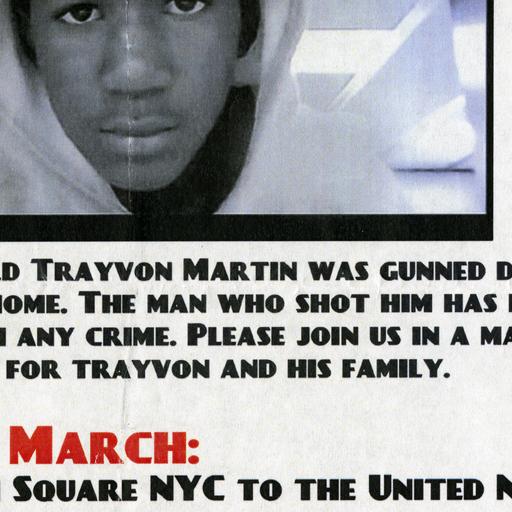 D TRAYVON MARTIN WAS GUNNED D
HOME. THE MAN WHO SHOT HIM HAS
ANY CRIME. PLEASE JOIN US IN A MA
FOR TRAYVON AND HIS FAMILY.
MARCH:
SQUARE NYC TO THE UNITED N